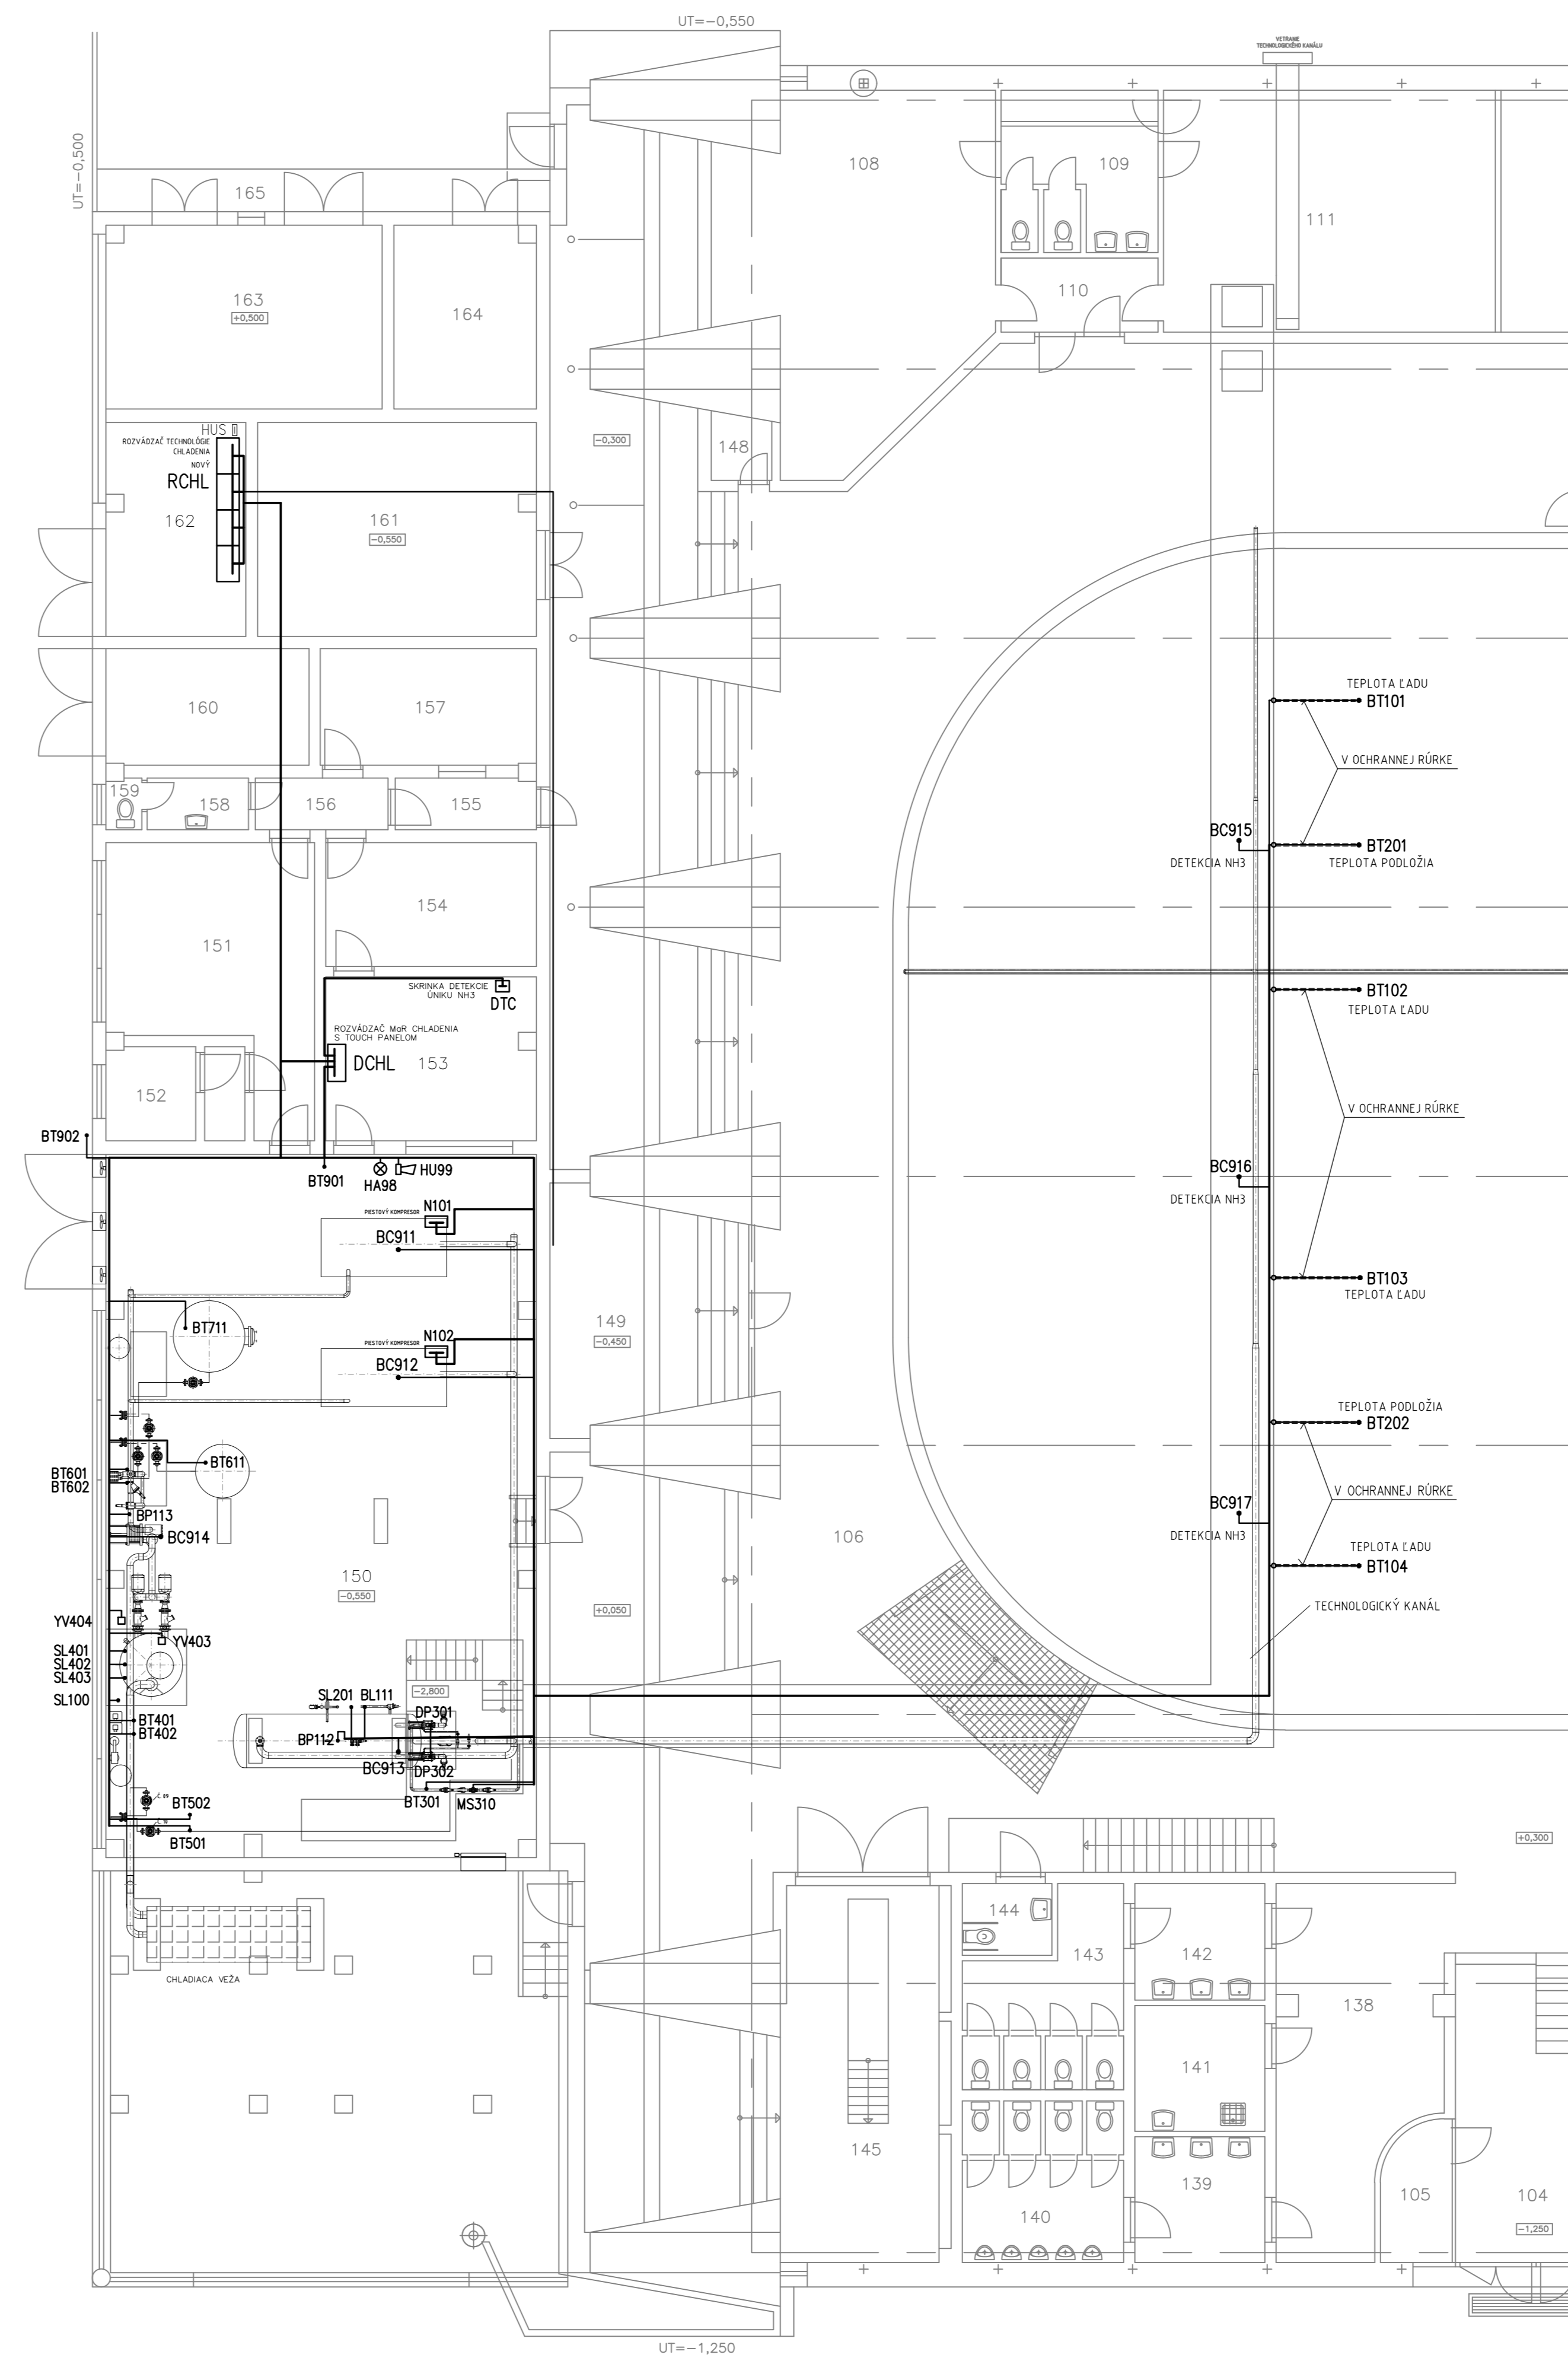 UT=−0,550
VETRANIE
TECHNOLOGICKÉHO KANÁLU
UT=−0,500
108
109
165
111
110
163
+0,500
164
HUS
ROZVÁDZAČ TECHNOLÓGIE
CHLADENIA
NOVÝ
RCHL
−0,300
148
162
161
−0,550
TEPLOTA ĽADU
BT101
160
157
V OCHRANNEJ RÚRKE
159
158
156
155
BC915
DETEKCIA NH3
BT201
TEPLOTA PODLOŽIA
154
151
SKRINKA DETEKCIE
ÚNIKU NH3
DTC
BT102
TEPLOTA ĽADU
ROZVÁDZAČ MaR CHLADENIA
S TOUCH PANELOM
DCHL
153
152
V OCHRANNEJ RÚRKE
BT902
BT901
HA98
HU99
BC916
DETEKCIA NH3
PIESTOVÝ KOMPRESOR
N101
BC911
BT103
TEPLOTA ĽADU
BT711
149
−0,450
PIESTOVÝ KOMPRESOR
N102
BC912
TEPLOTA PODLOŽIA
BT202
BT601
BT602
BT611
V OCHRANNEJ RÚRKE
BP113
BC914
BC917
DETEKCIA NH3
106
150
−0,550
TEPLOTA ĽADU
BT104
+0,050
TECHNOLOGICKÝ KANÁL
YV404
YV403
SL401
SL402
SL403
SL100
−2,800
SL201
BL111
DP301
BT401
BT402
BP112
BC913
DP302
BT301
MS310
BT502
BT501
+0,300
144
143
142
CHLADIACA VEŽA
138
141
145
139
140
105
104
−1,250
UT=−1,250